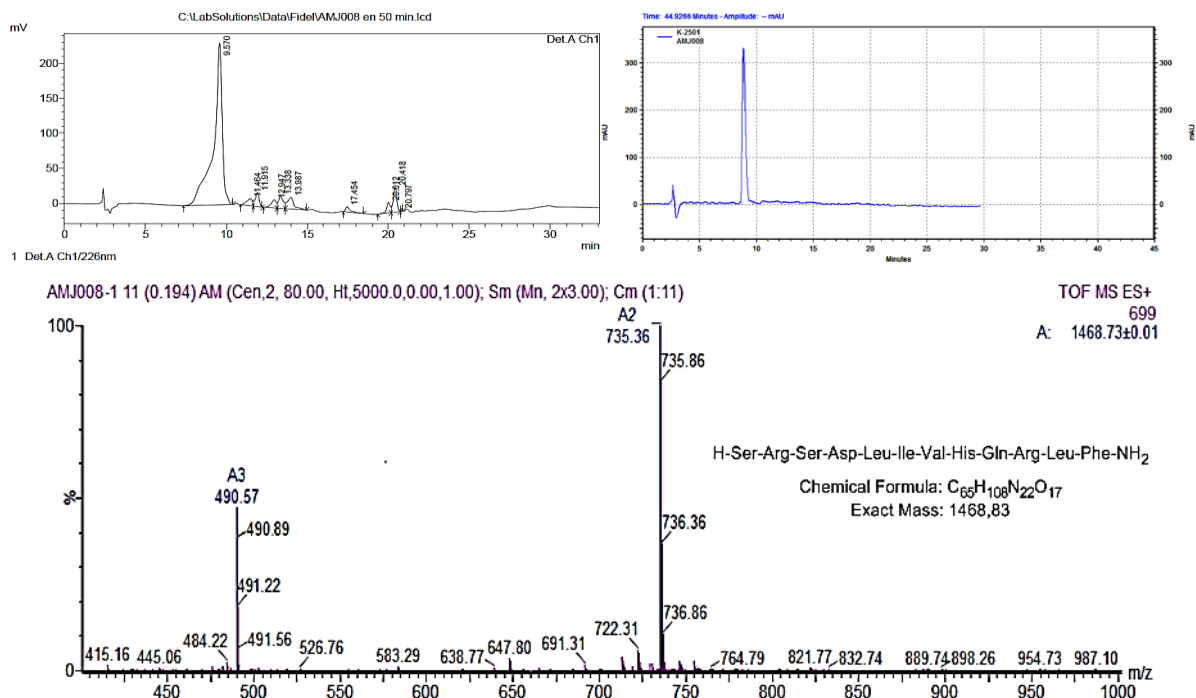 C:\LabSolutions\Data\Fidel\AMJ008 en 50 min.lcd
mV
Det.A Ch1
9.570
11.464
11.915
12.947
13.338
13.987
17.454
20.418
20.797
200
150
100
50
0
0 5 10 15 20 25 30
min
1 Det.A Ch1/226nm
Time: 44.9266 Minutes - Amplitude: -- mAU
K-2501
AMJ008
300 300
200 200
100 100
0 0
mAU mAU
0 5 10 15 20 25 30 35 40 45
Minutes
AMJ008-1 11 (0.194) AM (Cen,2, 80.00, Ht,5000.0,0.00,1.00); Sm (Mn, 2x3.00); Cm (1:11)
TOF MS ES+
699
A: 1468.73±0.01
100
A2
735.36
735.86
H-Ser-Arg-Ser-Asp-Leu-Ile-Val-His-Gln-Arg-Leu-Phe-NH2
Chemical Formula: C65H108N22O17
Exact Mass: 1468,83
A3
490.57
%
490.89
736.36
491.22
736.86
484.22
491.56
722.31
415.16
445.06
526.76
583.29
638.77
647.80
691.31
764.79
821.77
832.74
889.74
898.26
954.73
987.10
0
m/z
450 500 550 600 650 700 750 800 850 900 950 1000